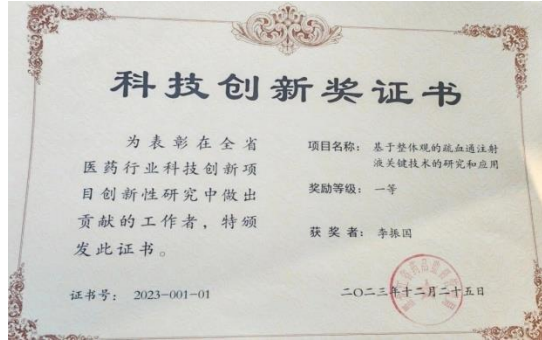 科技创新奖证书
为表彰在全省
医药行业科技创新项
目创新性研究中做出
贡献的工作者，特颁
发此证书。
项目名称： 基于整体观的疏血通注射
液关键技术的研究和应用
奖励等级： 一等
获奖者： 李振国
证书号： 2023-001-01
二〇二三年十二月二十五日